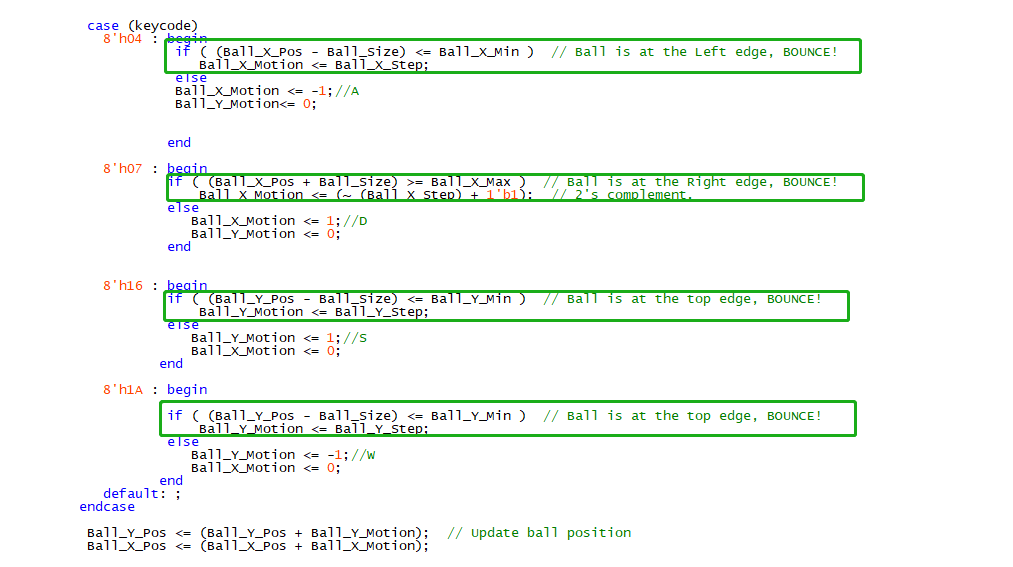 case (keycode)
8'h04 : begin
if ( (Ball_X_Pos - Ball_Size) <= Ball_X_Min )  // Ball is at the Left edge, BOUNCE!
Ball_X_Motion <= Ball_X_Step;
else
Ball_X_Motion <= -1;//A
Ball_Y_Motion<= 0;
end
8'h07 : begin
if ( (Ball_X_Pos + Ball_Size) >= Ball_X_Max )  // Ball is at the Right edge, BOUNCE!
Ball_X_Motion <= (~ (Ball_X_Step) + 1'b1);  // 2's complement.
else
Ball_X_Motion <= 1;//D
Ball_Y_Motion <= 0;
end
8'h16 : begin
if ( (Ball_Y_Pos - Ball_Size) <= Ball_Y_Min )  // Ball is at the top edge, BOUNCE!
Ball_Y_Motion <= Ball_Y_Step;
else
Ball_Y_Motion <= 1;//S
Ball_X_Motion <= 0;
end
8'h1A : begin
if ( (Ball_Y_Pos - Ball_Size) <= Ball_Y_Min )  // Ball is at the top edge, BOUNCE!
Ball_Y_Motion <= Ball_Y_Step;
else
Ball_Y_Motion <= -1;//W
Ball_X_Motion <= 0;
end
default: ;
endcase
Ball_Y_Pos <= (Ball_Y_Pos + Ball_Y_Motion);  // Update ball position
Ball_X_Pos <= (Ball_X_Pos + Ball_X_Motion);